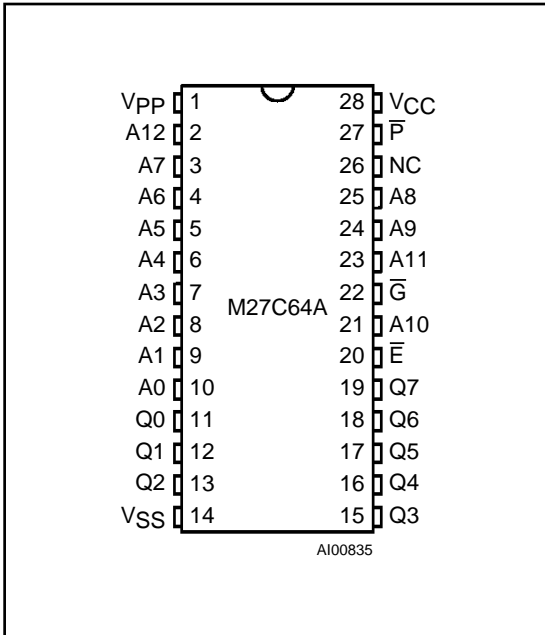 VPP 1 28 VCC
A12 2 27 P̅
A7 3 26 NC
A6 4 25 A8
A5 5 24 A9
A4 6 23 A11
A3 7 22 G̅
M27C64A
A2 8 21 A10
A1 9 20 E̅
A0 10 19 Q7
Q0 11 18 Q6
Q1 12 17 Q5
Q2 13 16 Q4
VSS 14 15 Q3
AI00835